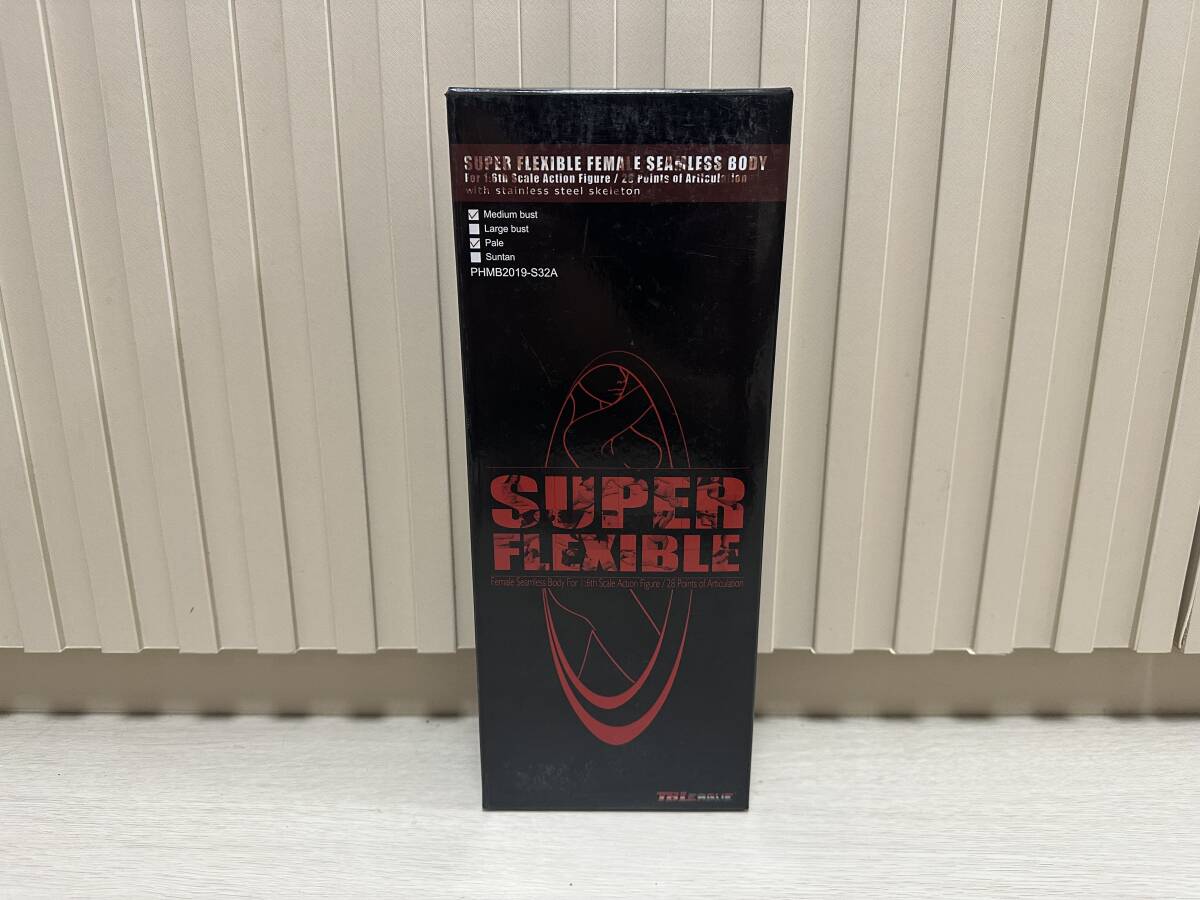 SUPER FLEXIBLE FEMALE SEAMLESS BODY
For 1:6th Scale Action Figure / 28 Points of Articulation
with stainless steel skeleton
Medium bust
Large bust
Pale
Suntan
PHMB2019-S32A
SUPER
FLEXIBLE
Female Seamless Body For 1:6th Scale Action Figure / 28 Points of Articulation